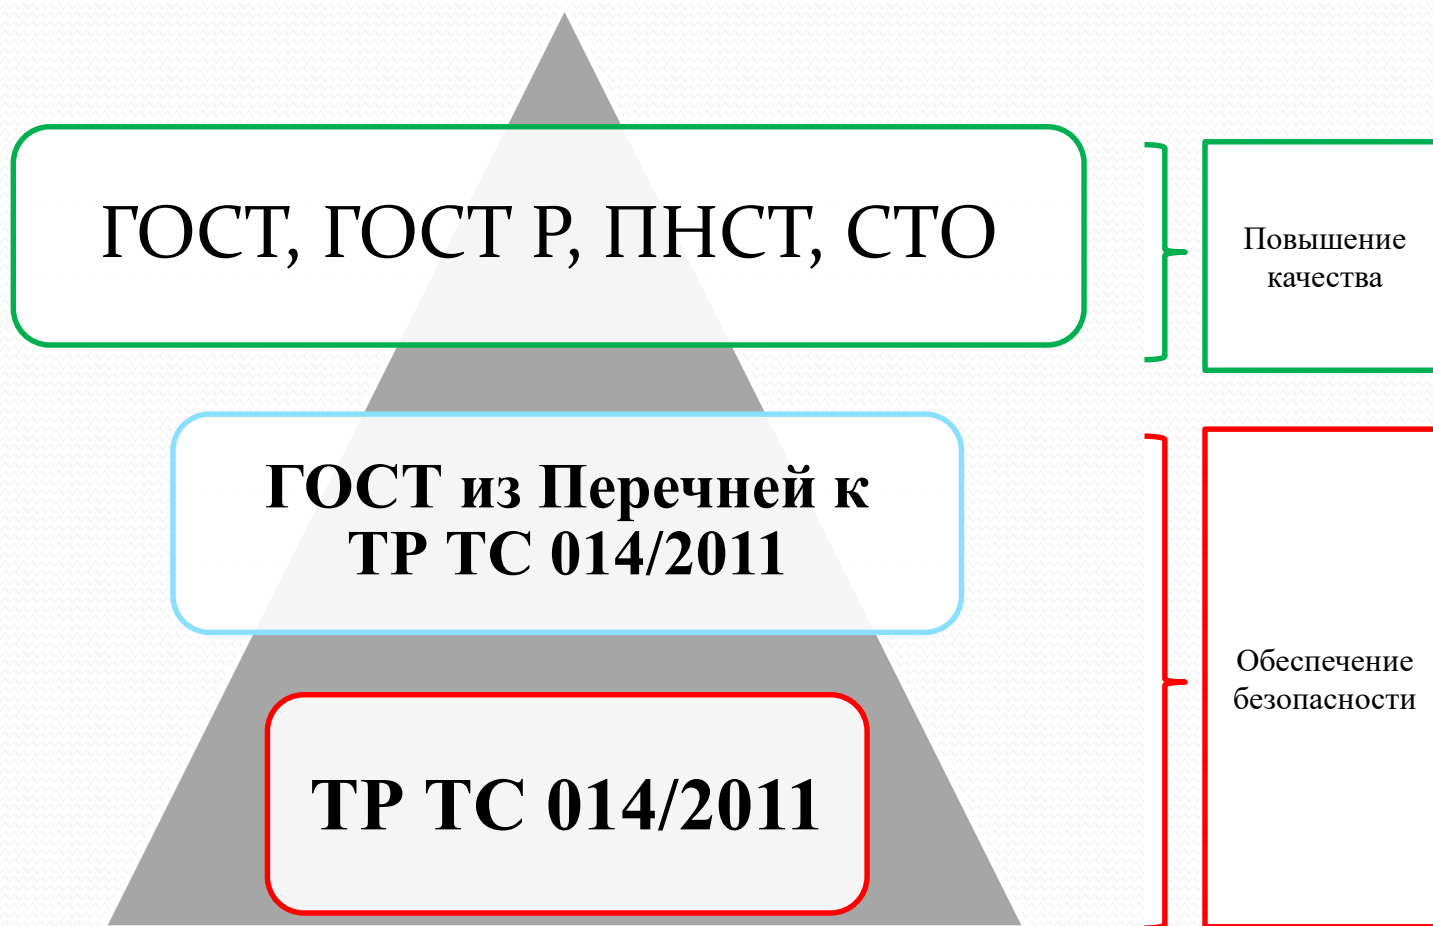 ГОСТ, ГОСТ Р, ПНСТ, СТО
Повышение
качества
ГОСТ из Перечней к
ТР ТС 014/2011
Обеспечение
безопасности
ТР ТС 014/2011